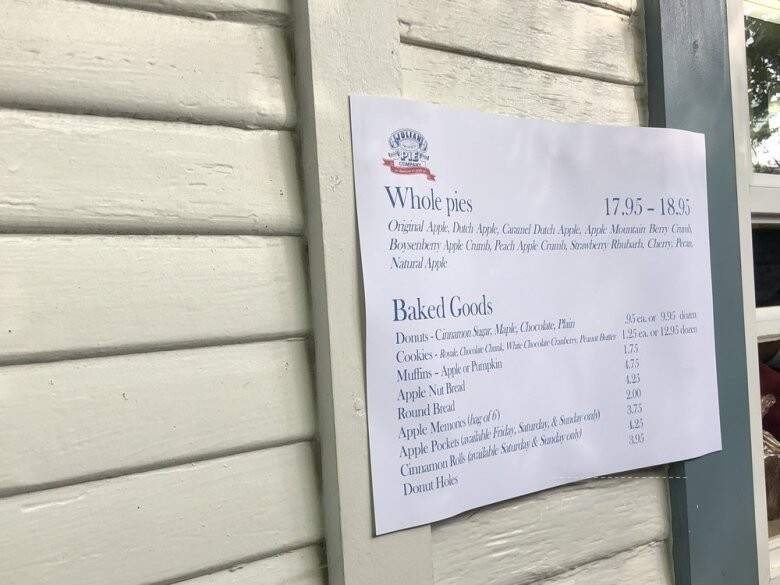 JULIAN
PIE
COMPANY
Whole pies 17.95 – 18.95
Original Apple, Dutch Apple, Caramel Dutch Apple, Apple Mountain Berry Crumb,
Boysenberry Apple Crumb, Peach Apple Crumb, Strawberry Rhubarb, Cherry, Pecan,
Natural Apple
Baked Goods
Donuts - Cinnamon Sugar, Maple, Chocolate, Plain .95 ea. or 9.95 dozen
Cookies - Royale, Chocolate Chunk, White Chocolate Cranberry, Peanut Butter 1.25 ea. or 12.95 dozen
Muffins – Apple or Pumpkin 1.75
Apple Nut Bread 4.75
Round Bread 4.25
Apple Memories (bag of 6) 2.00
Apple Pockets (available Friday, Saturday, & Sunday only) 3.75
Cinnamon Rolls (available Saturday & Sunday only) 4.25
Donut Holes 3.95